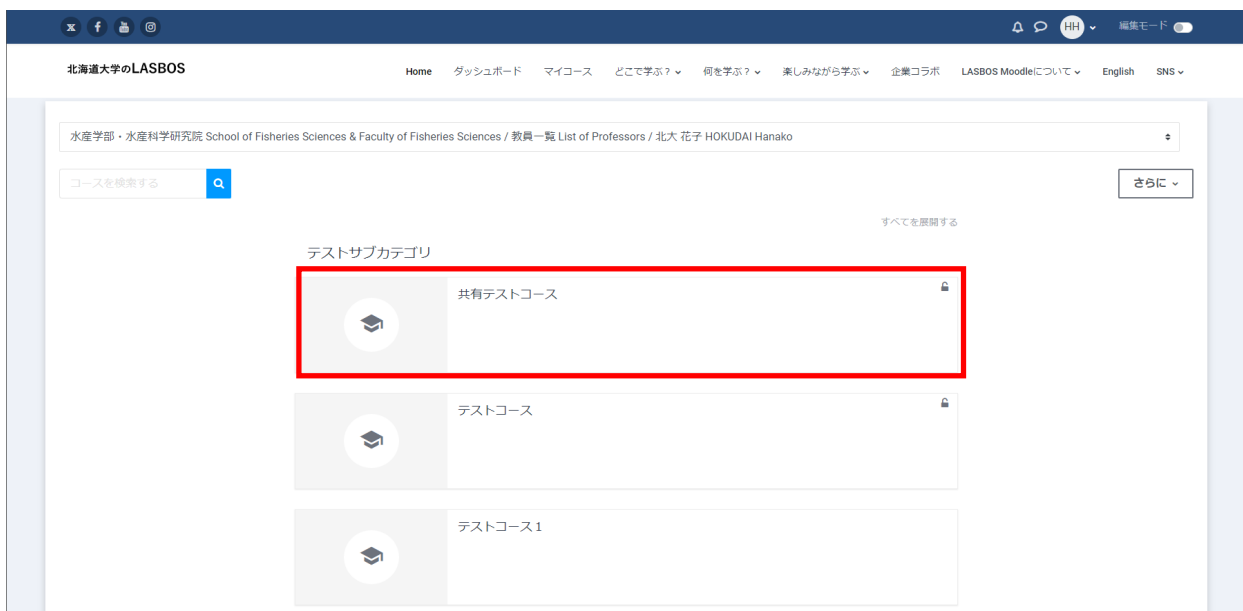 HH
編集モード
北海道大学のLASBOS
Home ダッシュボード マイコース どこで学ぶ？ 何を学ぶ？ 楽しみながら学ぶ 企業コラボ LASBOS Moodleについて English SNS
水産学部・水産科学研究院 School of Fisheries Sciences & Faculty of Fisheries Sciences / 教員一覧 List of Professors / 北大 花子 HOKUDAI Hanako
コースを検索する
さらに
すべてを展開する
テストサブカテゴリ
共有テストコース
テストコース
テストコース１